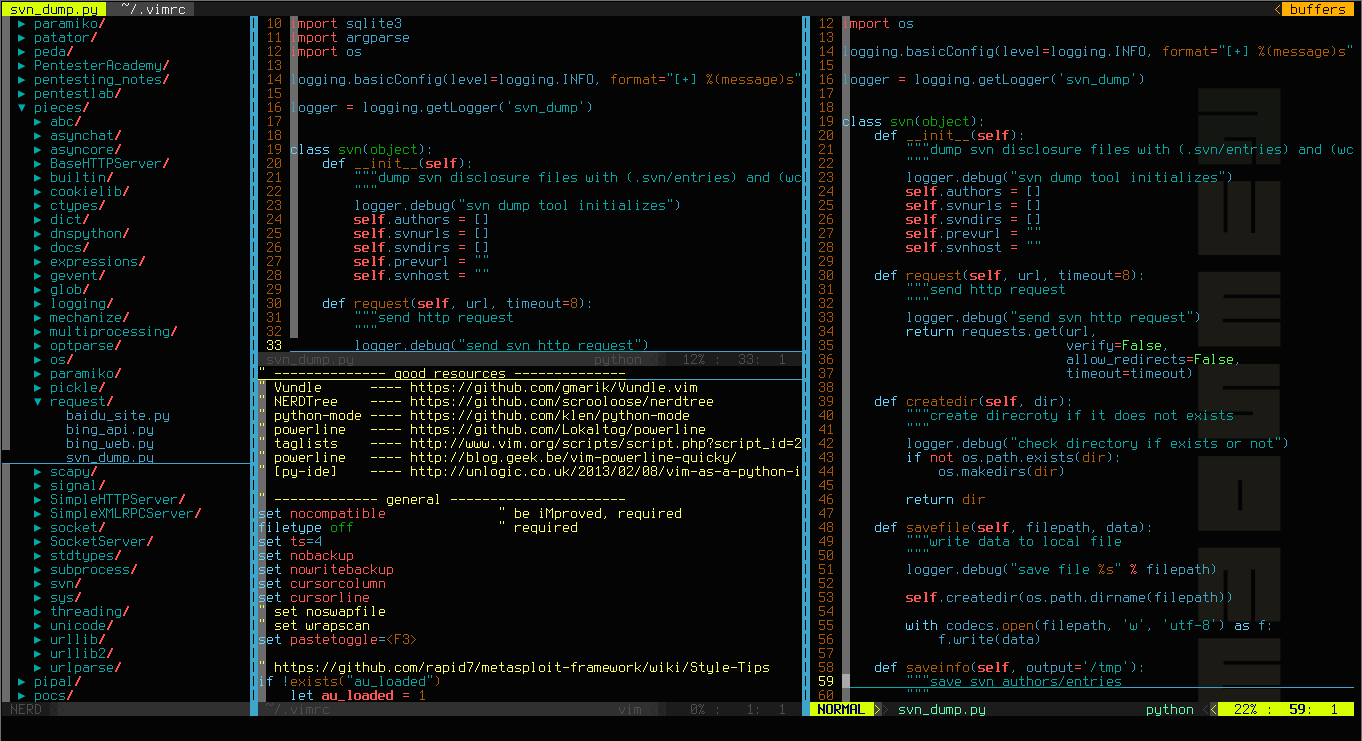 svn_dump.py ~/.vimrc
buffers
▶ paramiko/
▶ patator/
▶ peda/
▶ PentesterAcademy/
▶ pentesting_notes/
▶ pentestlab/
▼ pieces/
▶ abc/
▶ asynchat/
▶ asyncore/
▶ BaseHTTPServer/
▶ builtin/
▶ cookielib/
▶ ctypes/
▶ dict/
▶ dnspython/
▶ docs/
▶ expressions/
▶ gevent/
▶ glob/
▶ logging/
▶ mechanize/
▶ multiprocessing/
▶ optparse/
▶ os/
▶ paramiko/
▶ pickle/
▼ request/
baidu_site.py
bing_api.py
bing_web.py
svn_dump.py
▶ scapy/
▶ signal/
▶ SimpleHTTPServer/
▶ SimpleXMLRPCServer/
▶ socket/
▶ SocketServer/
▶ stdtypes/
▶ subprocess/
▶ svn/
▶ sys/
▶ threading/
▶ unicode/
▶ urllib/
▶ urllib2/
▶ urlparse/
▶ pipal/
▶ pocs/
NERD
10 import sqlite3
11 import argparse
12 import os
13
14 logging.basicConfig(level=logging.INFO, format="[+] %(message)s"
15
16 logger = logging.getLogger('svn_dump')
17
18
19 class svn(object):
20 def __init__(self):
21 """dump svn disclosure files with (.svn/entries) and (wc
22 """
23 logger.debug("svn dump tool initializes")
24 self.authors = []
25 self.svnurls = []
26 self.svndirs = []
27 self.prevurl = ""
28 self.svnhost = ""
29
30 def request(self, url, timeout=8):
31 """send http request
32 """
33 logger.debug("send svn http request")
svn_dump.py python 12% : 33: 1
" -------------- good resources --------------
" Vundle ---- https://github.com/gmarik/Vundle.vim
" NERDTree ---- https://github.com/scrooloose/nerdtree
" python-mode ---- https://github.com/klen/python-mode
" powerline ---- https://github.com/Lokaltog/powerline
" taglists ---- http://www.vim.org/scripts/script.php?script_id=2
" powerline ---- http://blog.geek.be/vim-powerline-quicky/
" [py-ide] ---- http://unlogic.co.uk/2013/02/08/vim-as-a-python-i
" ------------- general ----------------------
set nocompatible " be iMproved, required
filetype off " required
set ts=4
set nobackup
set nowritebackup
set cursorcolumn
set cursorline
" set noswapfile
" set wrapscan
set pastetoggle=<F3>
" https://github.com/rapid7/metasploit-framework/wiki/Style-Tips
if !exists("au_loaded")
let au_loaded = 1
~/.vimrc vim 0% : 1: 1
12 import os
13
14 logging.basicConfig(level=logging.INFO, format="[+] %(message)s"
15
16 logger = logging.getLogger('svn_dump')
17
18
19 class svn(object):
20 def __init__(self):
21 """dump svn disclosure files with (.svn/entries) and (wc
22 """
23 logger.debug("svn dump tool initializes")
24 self.authors = []
25 self.svnurls = []
26 self.svndirs = []
27 self.prevurl = ""
28 self.svnhost = ""
29
30 def request(self, url, timeout=8):
31 """send http request
32 """
33 logger.debug("send svn http request")
34 return requests.get(url,
35 verify=False,
36 allow_redirects=False,
37 timeout=timeout)
38
39 def createdir(self, dir):
40 """create direcroty if it does not exists
41 """
42 logger.debug("check directory if exists or not")
43 if not os.path.exists(dir):
44 os.makedirs(dir)
45
46 return dir
47
48 def savefile(self, filepath, data):
49 """write data to local file
50 """
51 logger.debug("save file %s" % filepath)
52
53 self.createdir(os.path.dirname(filepath))
54
55 with codecs.open(filepath, 'w', 'utf-8') as f:
56 f.write(data)
57
58 def saveinfo(self, output='/tmp'):
59 """save svn authors/entries
60 """
NORMAL svn_dump.py python 22% : 59: 1